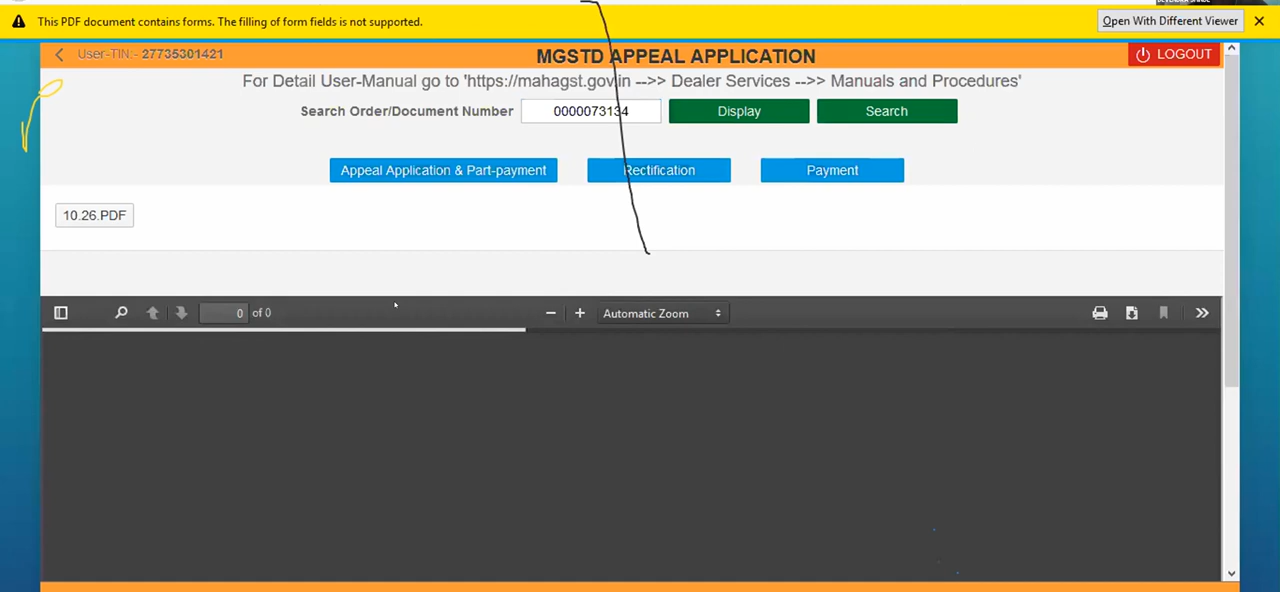 This PDF document contains forms. The filling of form fields is not supported.
Open With Different Viewer
User-TIN:- 27735301421
MGSTD APPEAL APPLICATION
LOGOUT
For Detail User-Manual go to 'https://mahagst.gov.in -->> Dealer Services -->> Manuals and Procedures'
Search Order/Document Number 0000073134 Display Search
Appeal Application & Part-payment Rectification Payment
10.26.PDF
0 of 0 Automatic Zoom